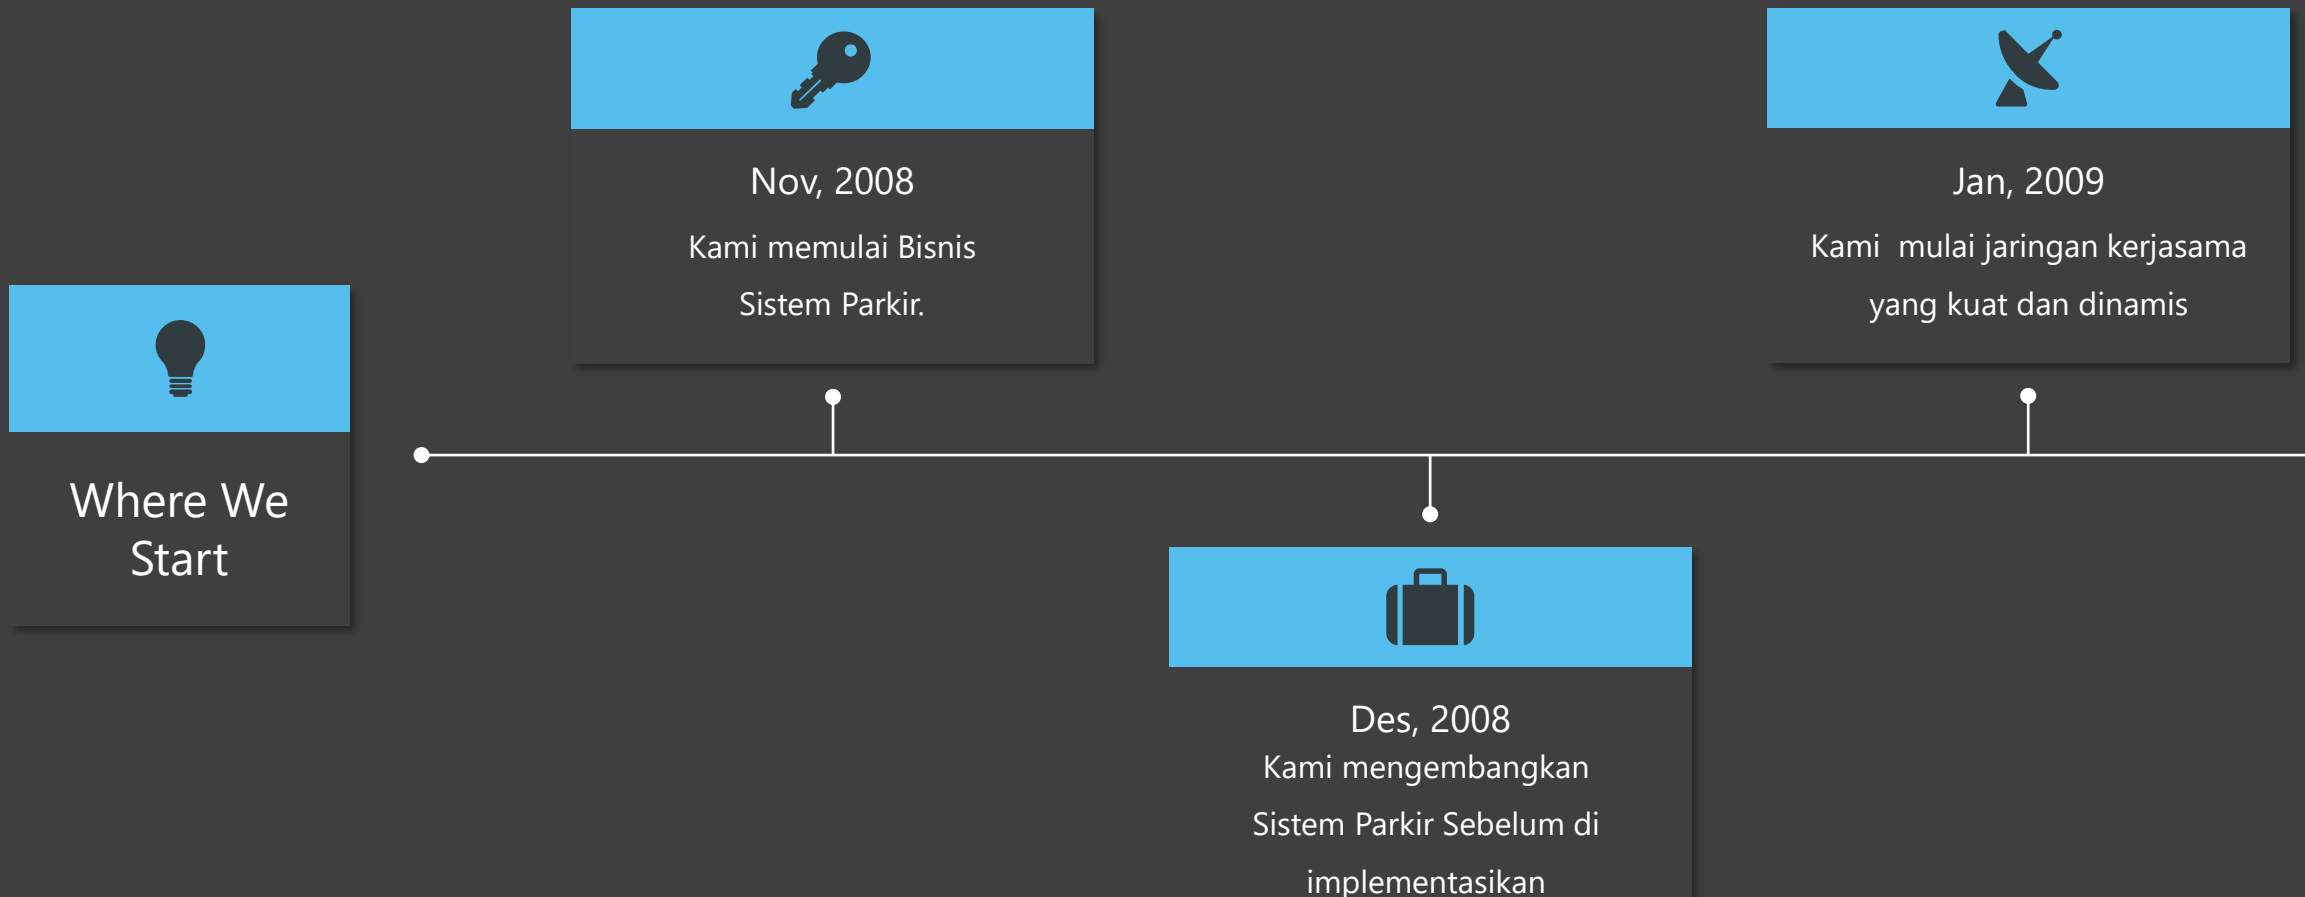 Where We
Start
Nov, 2008
Kami memulai Bisnis
Sistem Parkir.
Des, 2008
Kami mengembangkan
Sistem Parkir Sebelum di
implementasikan
Jan, 2009
Kami  mulai jaringan kerjasama
yang kuat dan dinamis